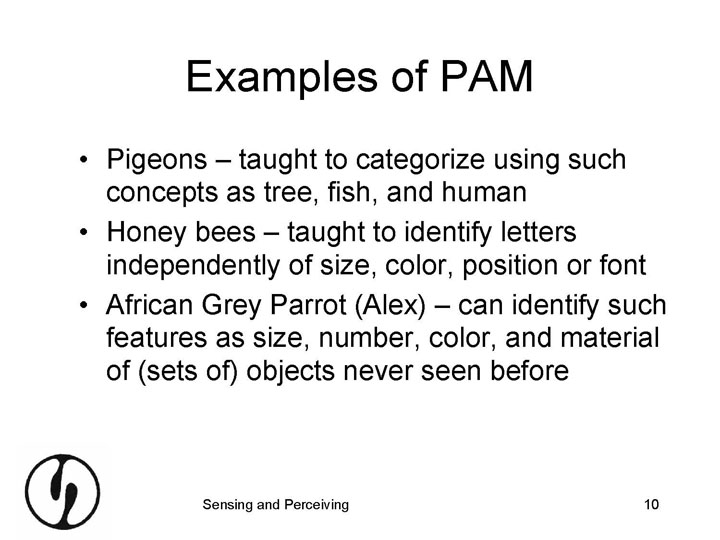 Examples of PAM
• Pigeons – taught to categorize using such
concepts as tree, fish, and human
• Honey bees – taught to identify letters
independently of size, color, position or font
• African Grey Parrot (Alex) – can identify such
features as size, number, color, and material
of (sets of) objects never seen before
Sensing and Perceiving
10